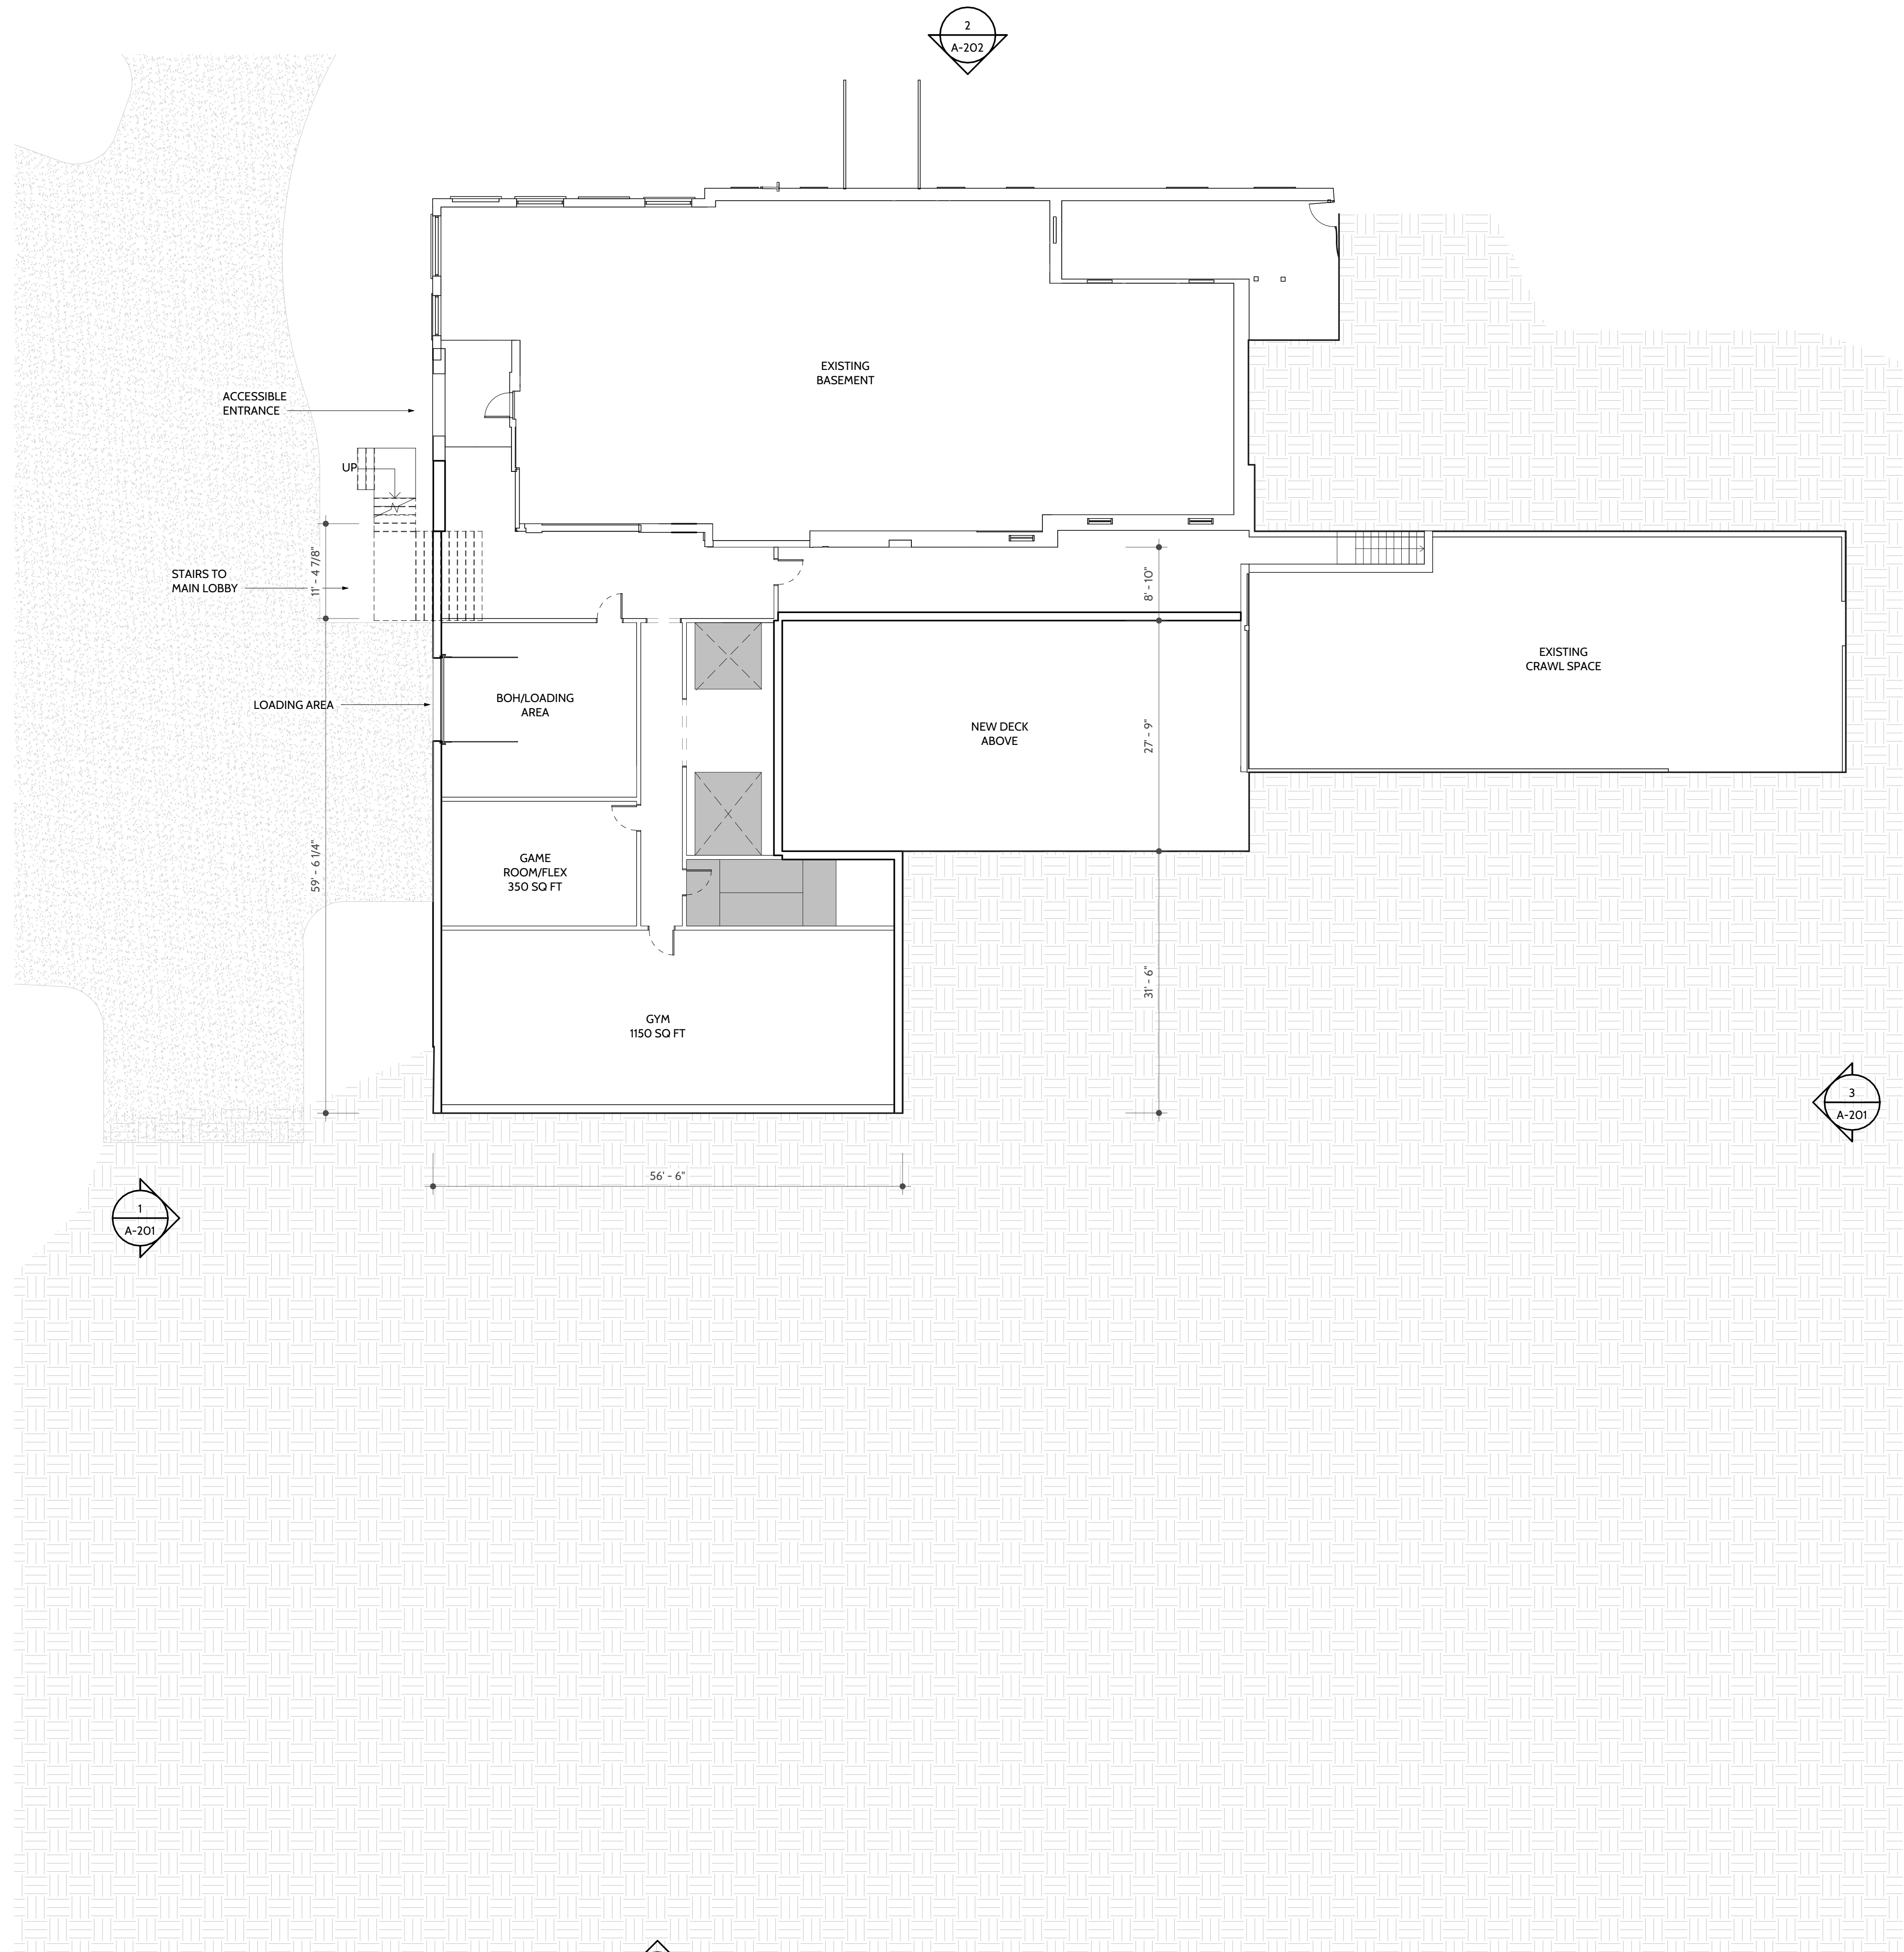 2
A-202
EXISTING
BASEMENT
ACCESSIBLE
ENTRANCE
UP
11' - 4 7/8"
STAIRS TO
MAIN LOBBY
8' - 10"
EXISTING
CRAWL SPACE
BOH/LOADING
AREA
LOADING AREA
NEW DECK
ABOVE
27' - 9"
59' - 6 1/4"
GAME
ROOM/FLEX
350 SQ FT
31' - 6"
GYM
1150 SQ FT
3
A-201
56' - 6"
1
A-201